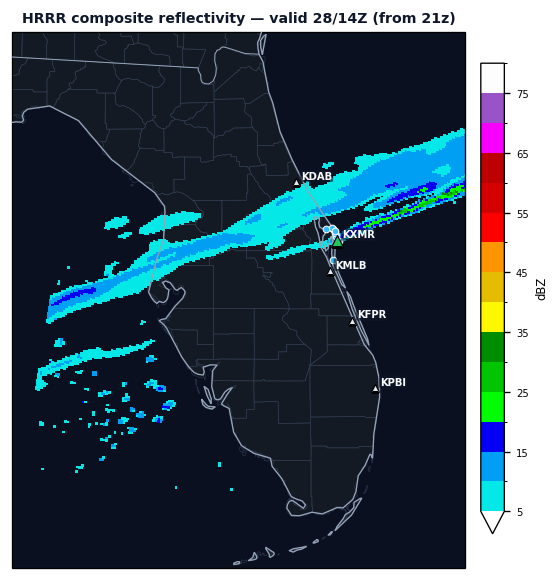 HRRR composite reflectivity — valid 28/14Z (from 21z)
KDAB
KXMR
KMLB
KFPR
KPBI
75
65
55
45
35
25
15
5
dBZ